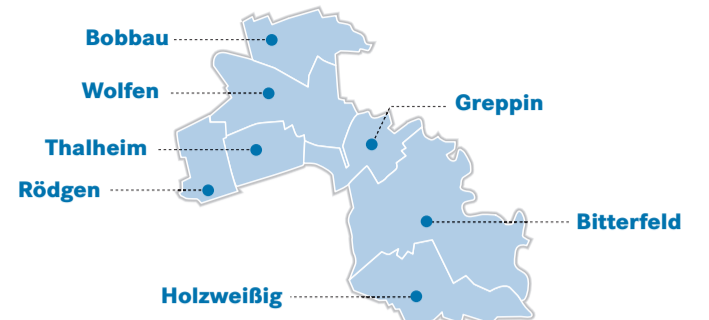 Bobbau
Wolfen
Greppin
Thalheim
Rödgen
Bitterfeld
Holzweißig